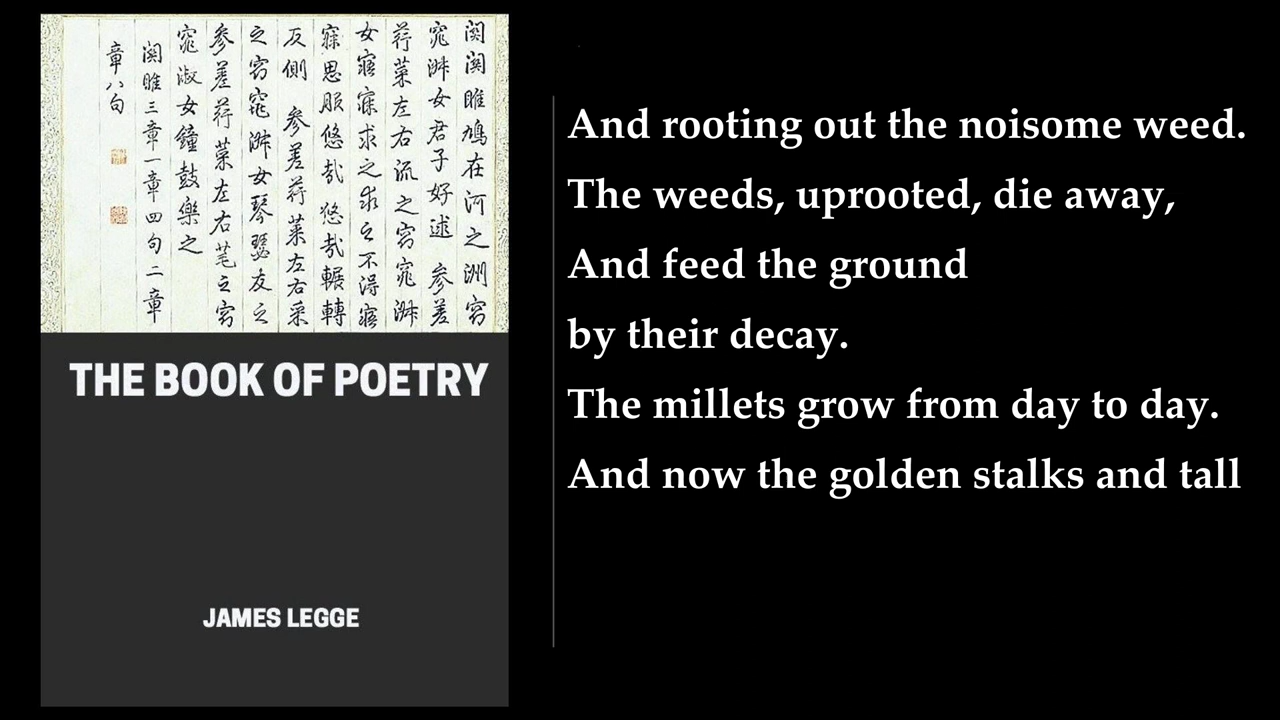 關關雎鳩在河之洲窈
窕淑女君子好逑 參差
荇菜左右流之窈窕淑
女寤寐求之求之不得寤
寐思服悠哉悠哉輾轉
反側 參差荇菜左右采
之窈窕淑女琴瑟友之
參差荇菜左右芼之窈
窕淑女鐘鼓樂之
關雎三章一章四句二章
章八句
THE BOOK OF POETRY
JAMES LEGGE
And rooting out the noisome weed.
The weeds, uprooted, die away,
And feed the ground
by their decay.
The millets grow from day to day.
And now the golden stalks and tall